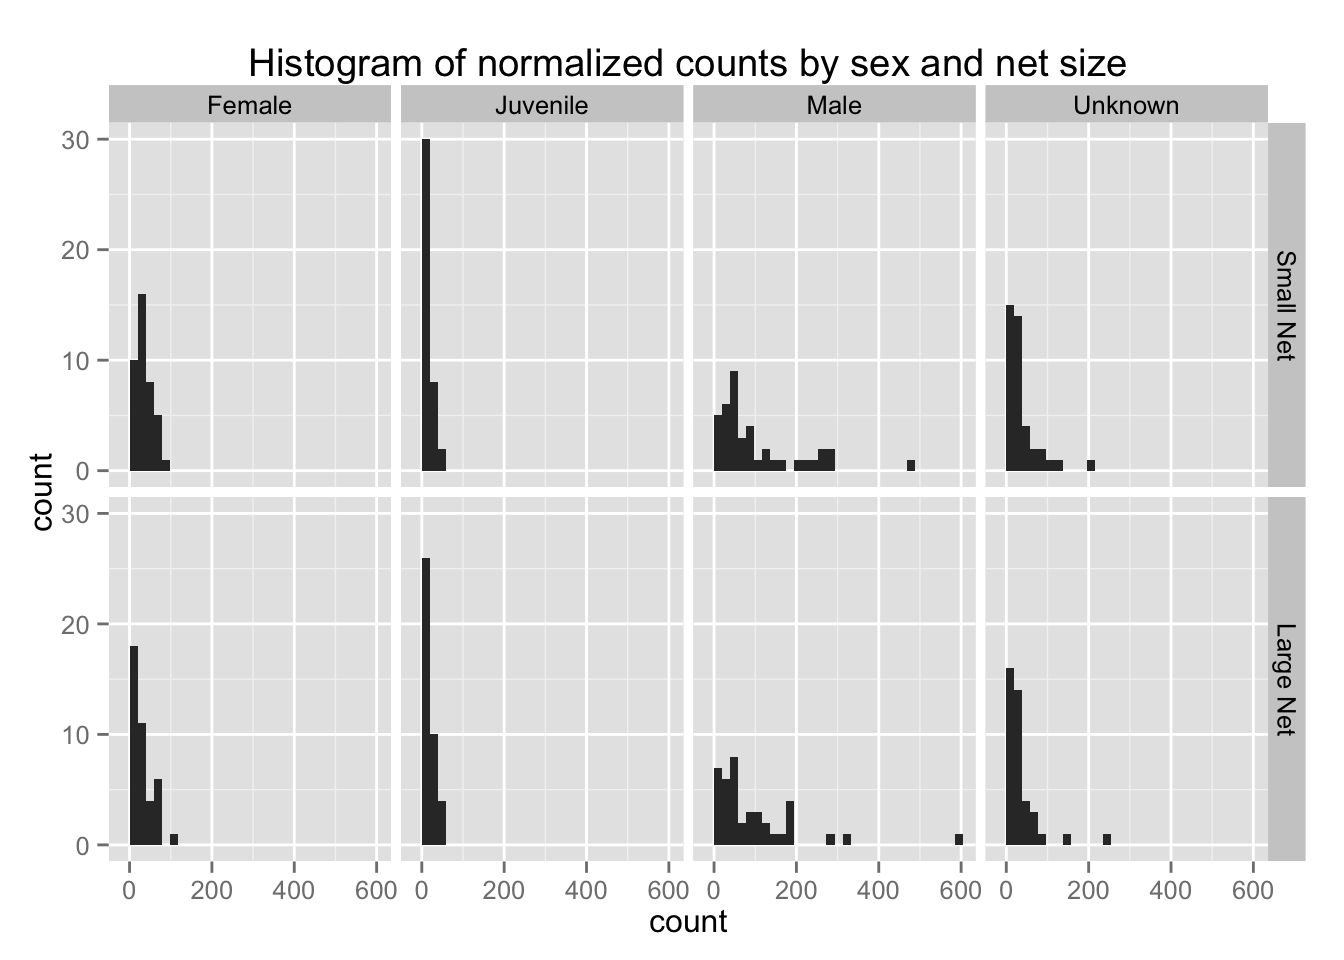 Histogram of normalized counts by sex and net size
Female Juvenile Male Unknown
30
20
10
0
Small Net
count
30
20
10
0
Large Net
0 200 400 600 0 200 400 600 0 200 400 600 0 200 400 600
count